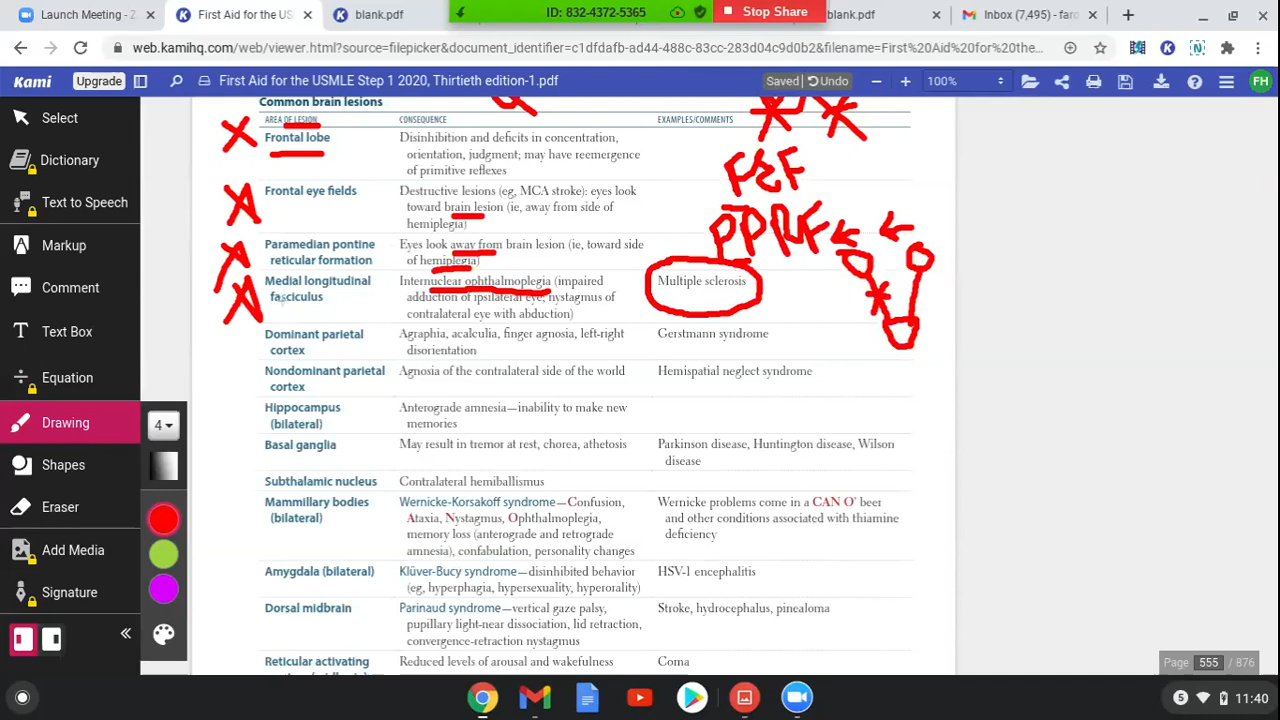 Launch Meeting - Z
First Aid for the US
blank.pdf
ID: 832-4372-5365
Stop Share
blank.pdf
Inbox (7,495) - faro
web.kamihq.com/web/viewer.html?source=filepicker&document_identifier=c1dfdafb-ad44-488c-83cc-283d04c9d0b2&filename=First%20Aid%20for%20the...
Kami
Upgrade
First Aid for the USMLE Step 1 2020, Thirtieth edition-1.pdf
Saved
Undo
100%
FH
Select
Dictionary
Text to Speech
Markup
Comment
Text Box
Equation
Drawing
4
Shapes
Eraser
Add Media
Signature
Common brain lesions
AREA OF LESION CONSEQUENCE EXAMPLES/COMMENTS
Frontal lobe Disinhibition and deficits in concentration,
orientation, judgment; may have reemergence
of primitive reflexes
FEF
Frontal eye fields Destructive lesions (eg, MCA stroke): eyes look
toward brain lesion (ie, away from side of
hemiplegia)
PPRF
Paramedian pontine Eyes look away from brain lesion (ie, toward side
reticular formation of hemiplegia)
Medial longitudinal Internuclear ophthalmoplegia (impaired Multiple sclerosis
fasciculus adduction of ipsilateral eye; nystagmus of
contralateral eye with abduction)
Dominant parietal Agraphia, acalculia, finger agnosia, left-right Gerstmann syndrome
cortex disorientation
Nondominant parietal Agnosia of the contralateral side of the world Hemispatial neglect syndrome
cortex
Hippocampus Anterograde amnesia—inability to make new
(bilateral) memories
Basal ganglia May result in tremor at rest, chorea, athetosis Parkinson disease, Huntington disease, Wilson
disease
Subthalamic nucleus Contralateral hemiballismus
Mammillary bodies Wernicke-Korsakoff syndrome—Confusion, Wernicke problems come in a CAN O' beer
(bilateral) Ataxia, Nystagmus, Ophthalmoplegia, and other conditions associated with thiamine
memory loss (anterograde and retrograde deficiency
amnesia), confabulation, personality changes
Amygdala (bilateral) Klüver-Bucy syndrome—disinhibited behavior HSV-1 encephalitis
(eg, hyperphagia, hypersexuality, hyperorality)
Dorsal midbrain Parinaud syndrome—vertical gaze palsy, Stroke, hydrocephalus, pinealoma
pupillary light-near dissociation, lid retraction,
convergence-retraction nystagmus
Reticular activating Reduced levels of arousal and wakefulness Coma
Page 555 / 876
5
11:40